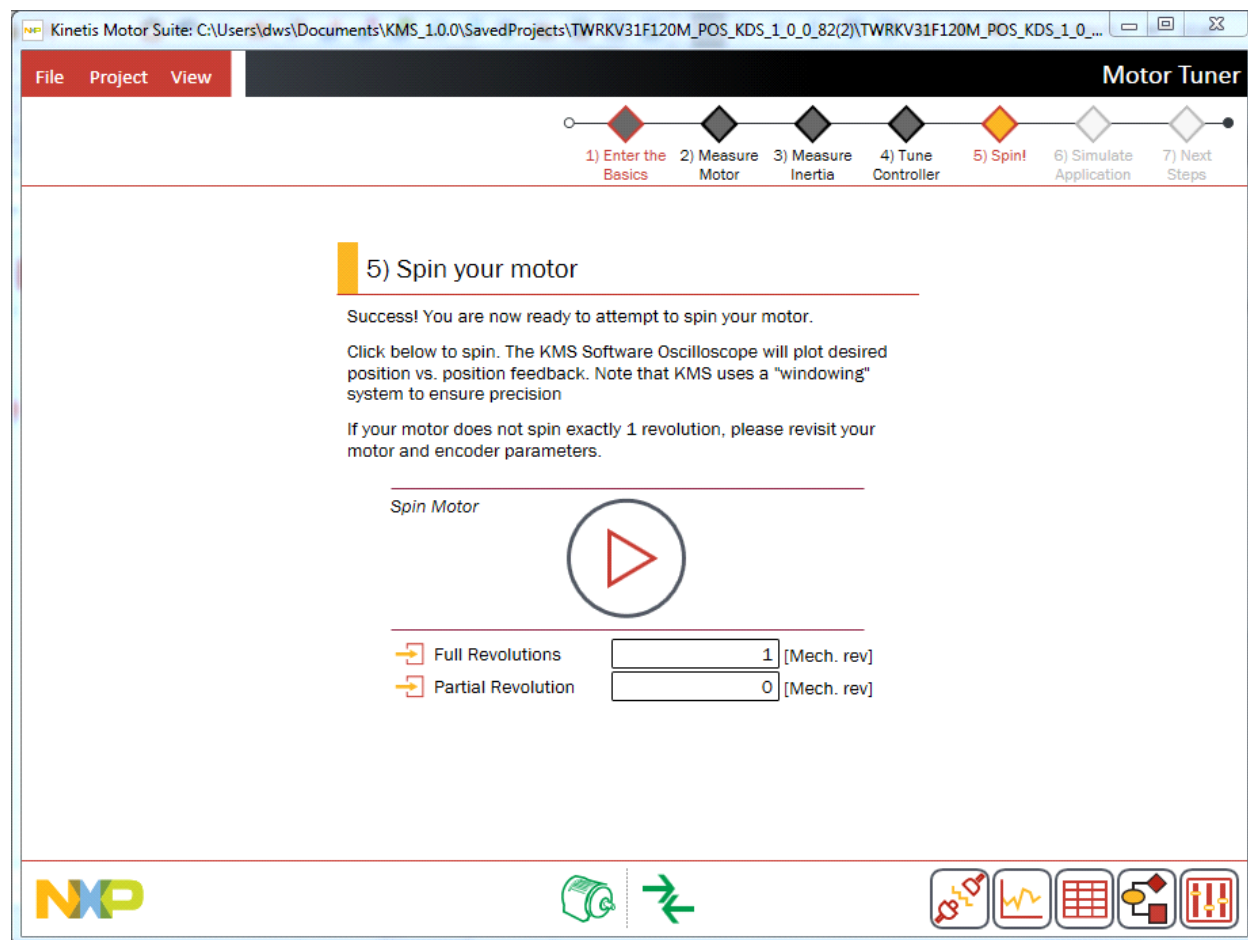 Kinetis Motor Suite: C:\Users\dws\Documents\KMS_1.0.0\SavedProjects\TWRKV31F120M_POS_KDS_1_0_0_82(2)\TWRKV31F120M_POS_KDS_1_0_...
File Project View
Motor Tuner
1) Enter the Basics
2) Measure Motor
3) Measure Inertia
4) Tune Controller
5) Spin!
6) Simulate Application
7) Next Steps
5) Spin your motor
Success! You are now ready to attempt to spin your motor.
Click below to spin. The KMS Software Oscilloscope will plot desired
position vs. position feedback. Note that KMS uses a "windowing"
system to ensure precision
If your motor does not spin exactly 1 revolution, please revisit your
motor and encoder parameters.
Spin Motor
Full Revolutions 1 [Mech. rev]
Partial Revolution 0 [Mech. rev]
NXP